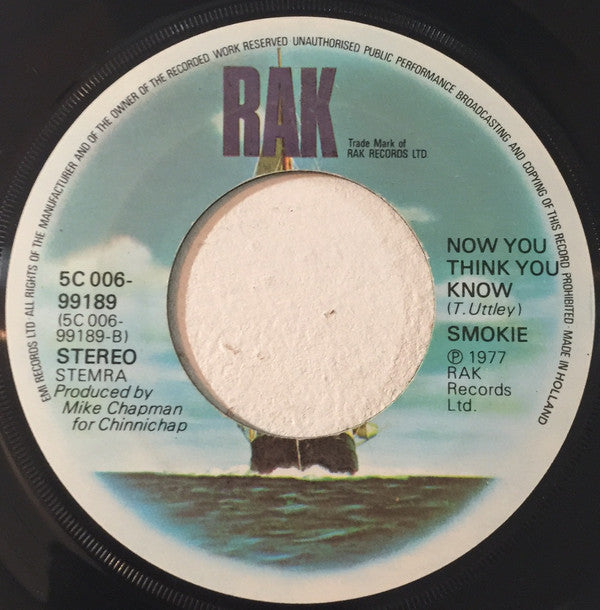 EMI RECORDS LTD ALL RIGHTS OF THE MANUFACTURER AND OF THE OWNER OF THE RECORDED WORK RESERVED UNAUTHORISED PUBLIC PERFORMANCE BROADCASTING AND COPYING OF THIS RECORD PROHIBITED · MADE IN HOLLAND
RAK
Trade Mark of
RAK RECORDS LTD
5C 006-
99189
(5C 006-
99189-B)
STEREO
STEMRA
Produced by
Mike Chapman
for Chinnichap
NOW YOU
THINK YOU
KNOW
(T. Uttley)
SMOKIE
℗ 1977
RAK
Records
Ltd.